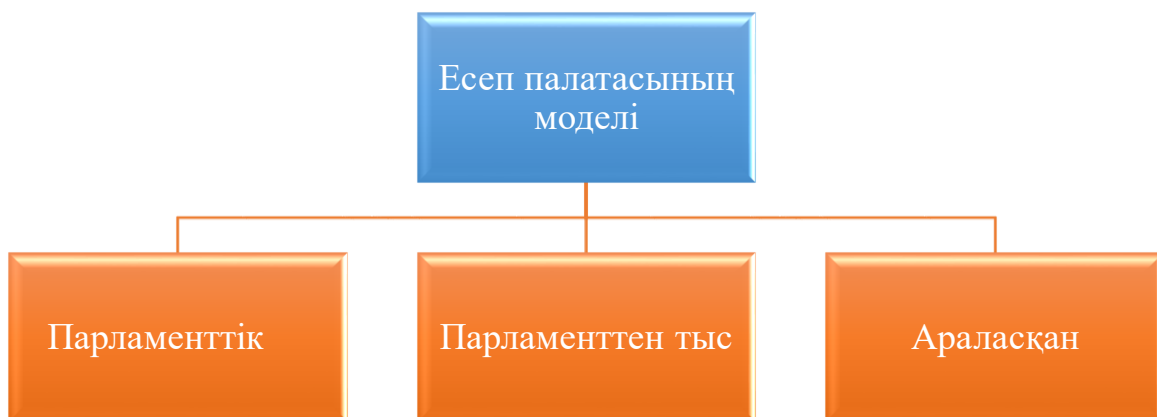 Есеп палатасының
моделі
Парламенттік
Парламенттен тыс
Араласқан